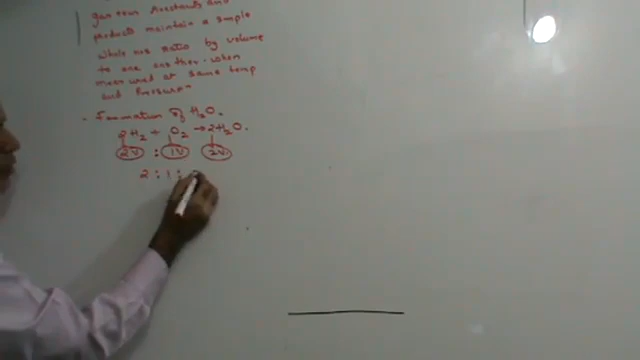 gaseous Reactants and
products maintain a simple
whole no's ratio by volume
to one another. when
measured at same temp
and Pressure"
. Formation of H₂O.
2H₂ + O₂ → 2H₂O.
2V : 1V 2V
2 : 1 :